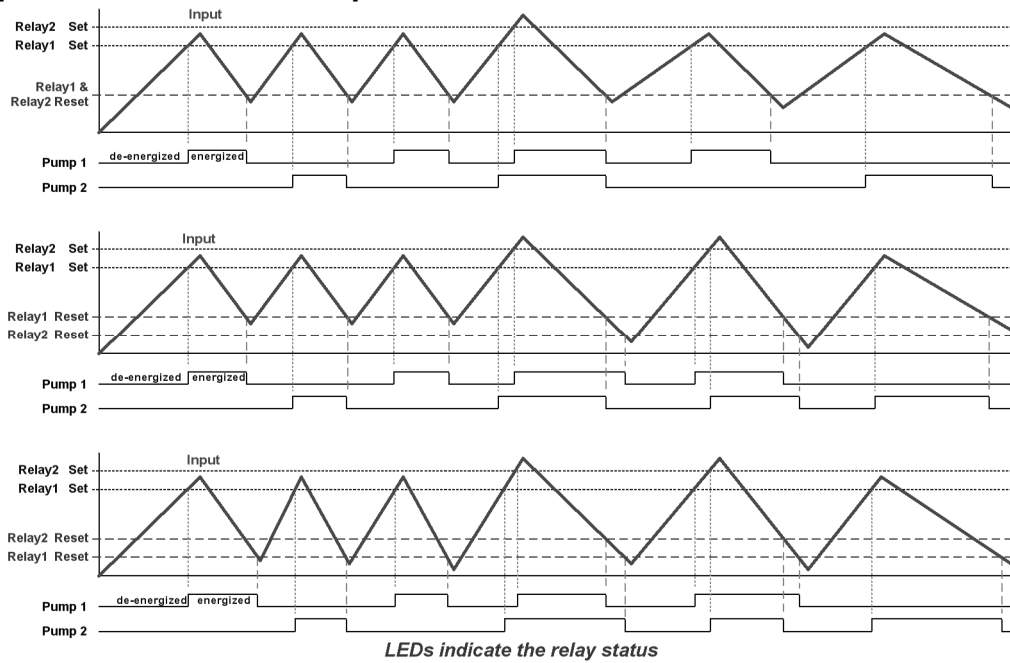 Input
Relay2 Set
Relay1 Set
Relay1 &
Relay2 Reset
de-energized energized
Pump 1
Pump 2
Input
Relay2 Set
Relay1 Set
Relay1 Reset
Relay2 Reset
de-energized energized
Pump 1
Pump 2
Input
Relay2 Set
Relay1 Set
Relay2 Reset
Relay1 Reset
de-energized energized
Pump 1
Pump 2
LEDs indicate the relay status